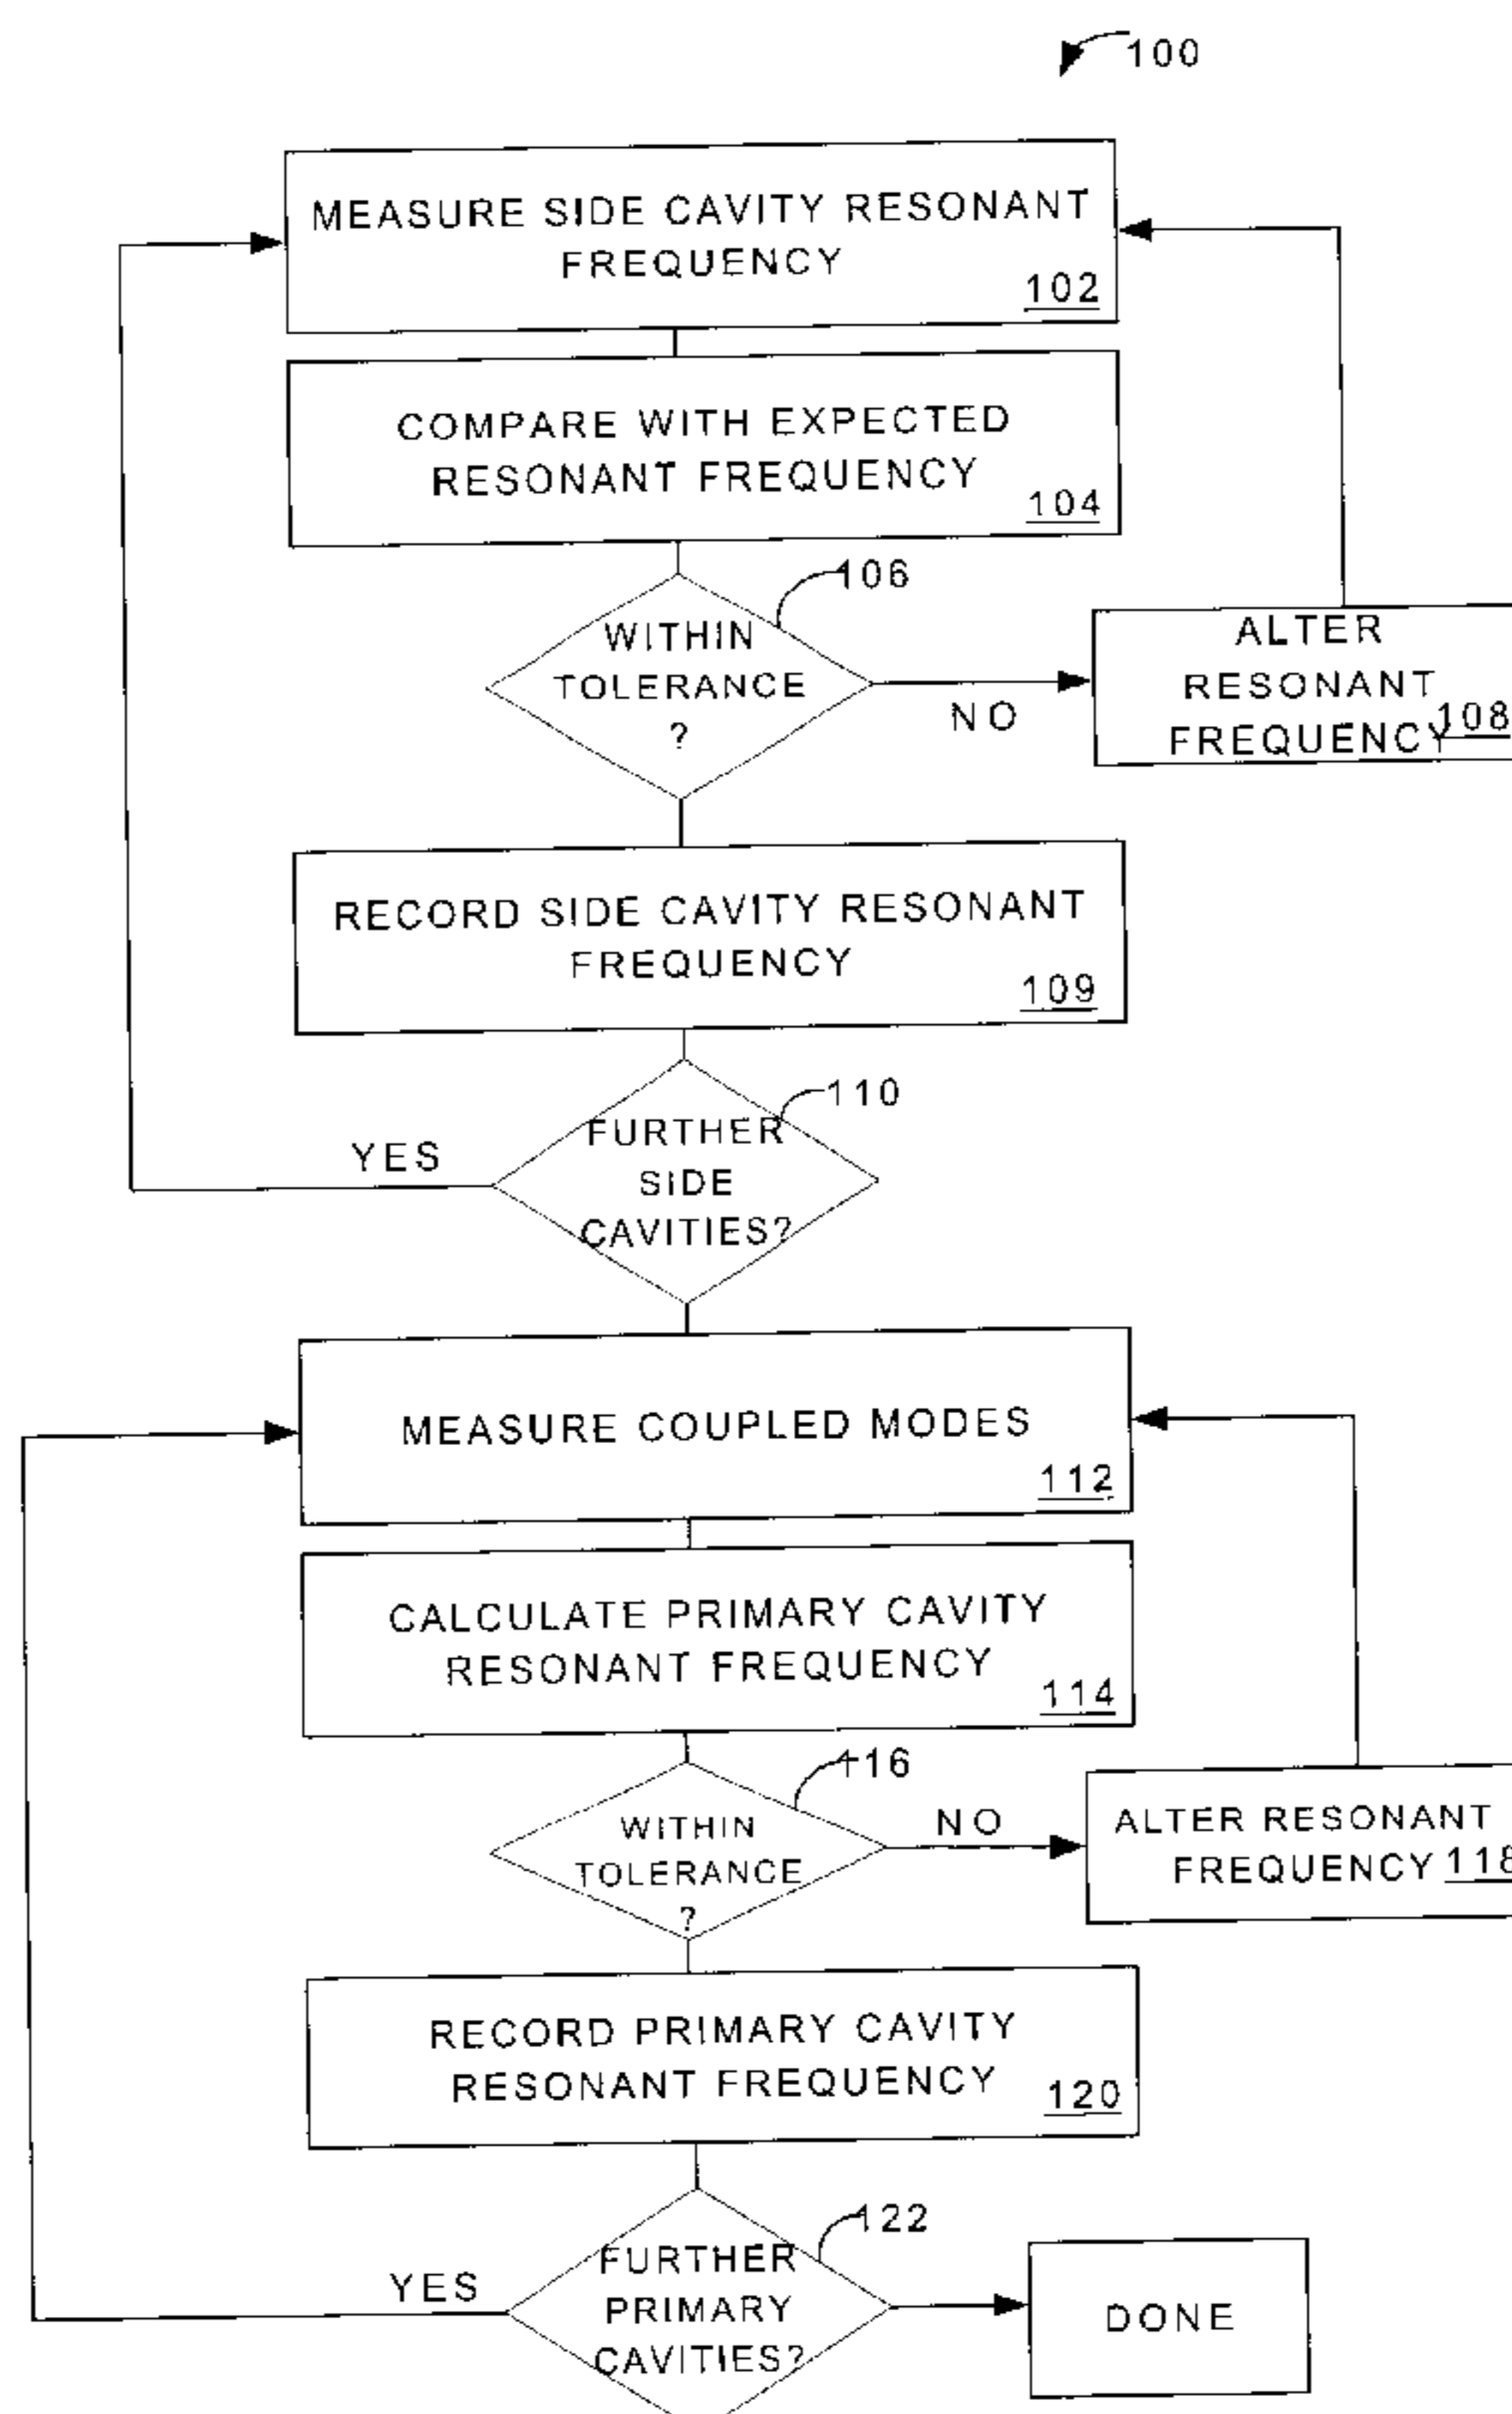 100
MEASURE SIDE CAVITY RESONANT
FREQUENCY
102
COMPARE WITH EXPECTED
RESONANT FREQUENCY
104
106
WITHIN
TOLERANCE
?
NO
ALTER
RESONANT
FREQUENCY
108
RECORD SIDE CAVITY RESONANT
FREQUENCY
109
110
FURTHER
SIDE
CAVITIES?
YES
MEASURE COUPLED MODES
112
CALCULATE PRIMARY CAVITY
RESONANT FREQUENCY
114
116
WITHIN
TOLERANCE
?
NO
ALTER RESONANT
FREQUENCY 118
RECORD PRIMARY CAVITY
RESONANT FREQUENCY
120
122
FURTHER
PRIMARY
CAVITIES?
YES
DONE